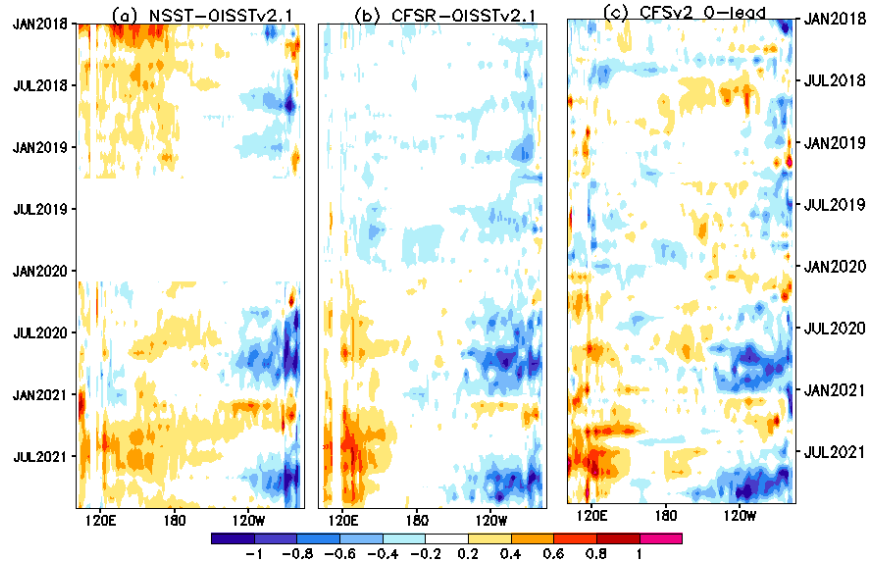 (a) NSST-OISSTv2.1
(b) CFSR-OISSTv2.1
(c) CFSv2 0-lead
JAN2018
JUL2018
JAN2019
JUL2019
JAN2020
JUL2020
JAN2021
JUL2021
JAN2018
JUL2018
JAN2019
JUL2019
JAN2020
JUL2020
JAN2021
JUL2021
120E 180 120W
120E 180 120W
120E 180 120W
-1 -0.8 -0.6 -0.4 -0.2 0.2 0.4 0.6 0.8 1